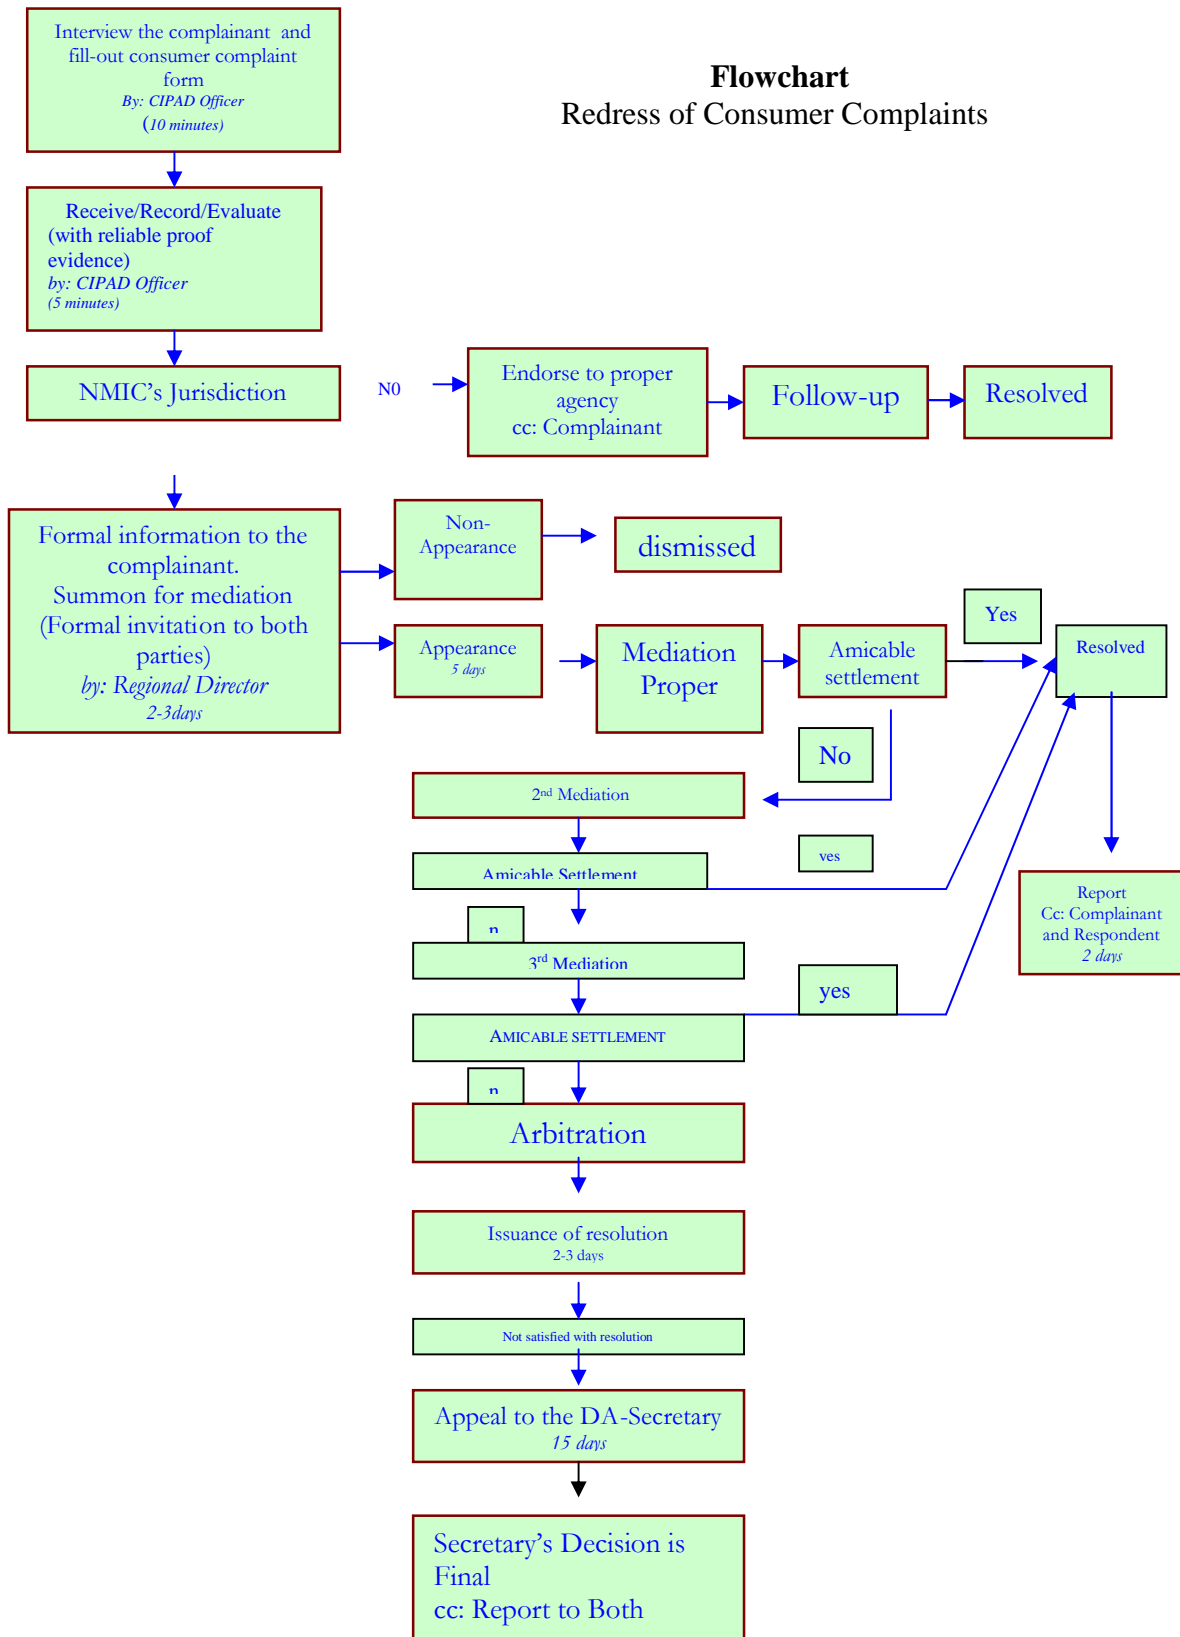 Flowchart
Redress of Consumer Complaints
Interview the complainant and
fill-out consumer complaint
form
By: CIPAD Officer
(10 minutes)
Receive/Record/Evaluate
(with reliable proof
evidence)
by: CIPAD Officer
(5 minutes)
NMIC's Jurisdiction
N0
Endorse to proper
agency
cc: Complainant
Follow-up
Resolved
Formal information to the
complainant.
Summon for mediation
(Formal invitation to both
parties)
by: Regional Director
2-3days
Non-
Appearance
dismissed
Appearance
5 days
Mediation
Proper
Amicable
settlement
Yes
Resolved
No
2nd Mediation
yes
Amicable Settlement
Report
Cc: Complainant
and Respondent
2 days
n
3rd Mediation
yes
AMICABLE SETTLEMENT
n
Arbitration
Issuance of resolution
2-3 days
Not satisfied with resolution
Appeal to the DA-Secretary
15 days
Secretary's Decision is
Final
cc: Report to Both